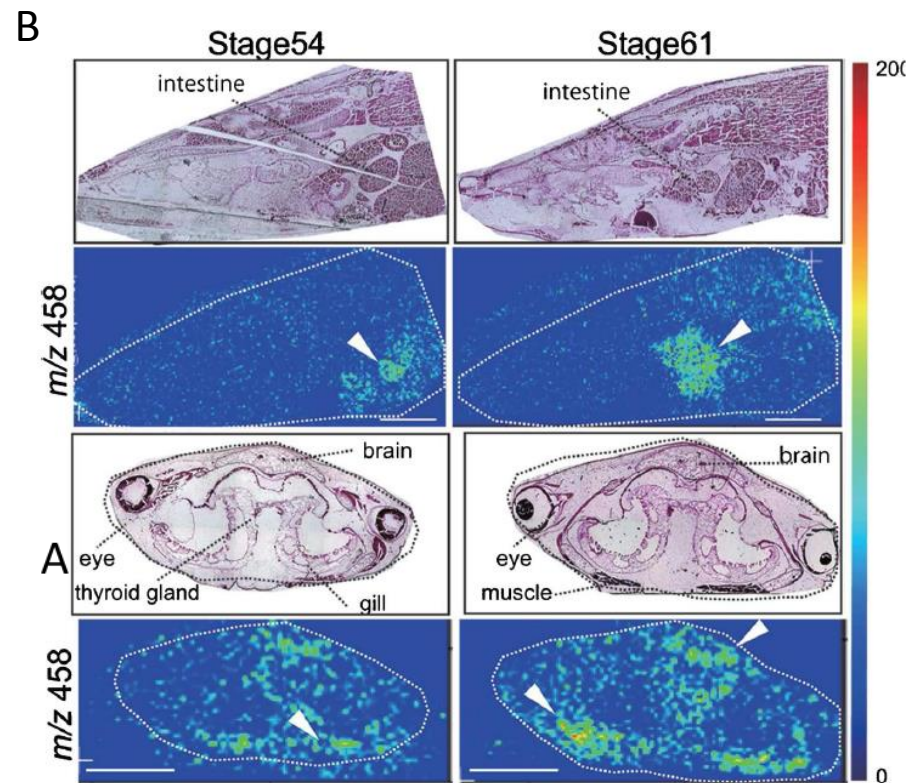 B
Stage54
Stage61
200
intestine
intestine
m/z 458
brain
brain
A
eye
thyroid gland
gill
eye
muscle
m/z 458
0